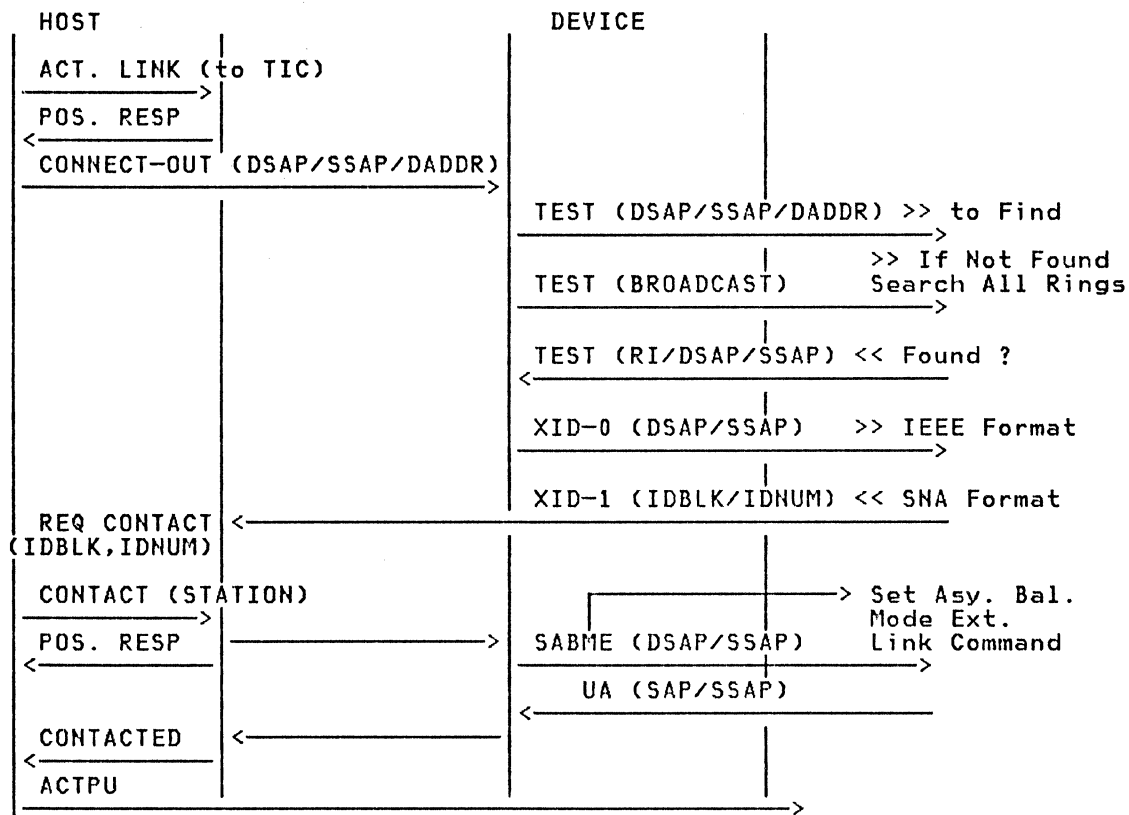 HOST DEVICE
ACT. LINK (to TIC)
POS. RESP
CONNECT-OUT (DSAP/SSAP/DADDR)
TEST (DSAP/SSAP/DADDR) >> to Find
>> If Not Found
TEST (BROADCAST) Search All Rings
TEST (RI/DSAP/SSAP) << Found ?
XID-0 (DSAP/SSAP) >> IEEE Format
XID-1 (IDBLK/IDNUM) << SNA Format
REQ CONTACT
(IDBLK,IDNUM)
CONTACT (STATION)
Set Asy. Bal.
Mode Ext.
POS. RESP SABME (DSAP/SSAP) Link Command
UA (SAP/SSAP)
CONTACTED
ACTPU